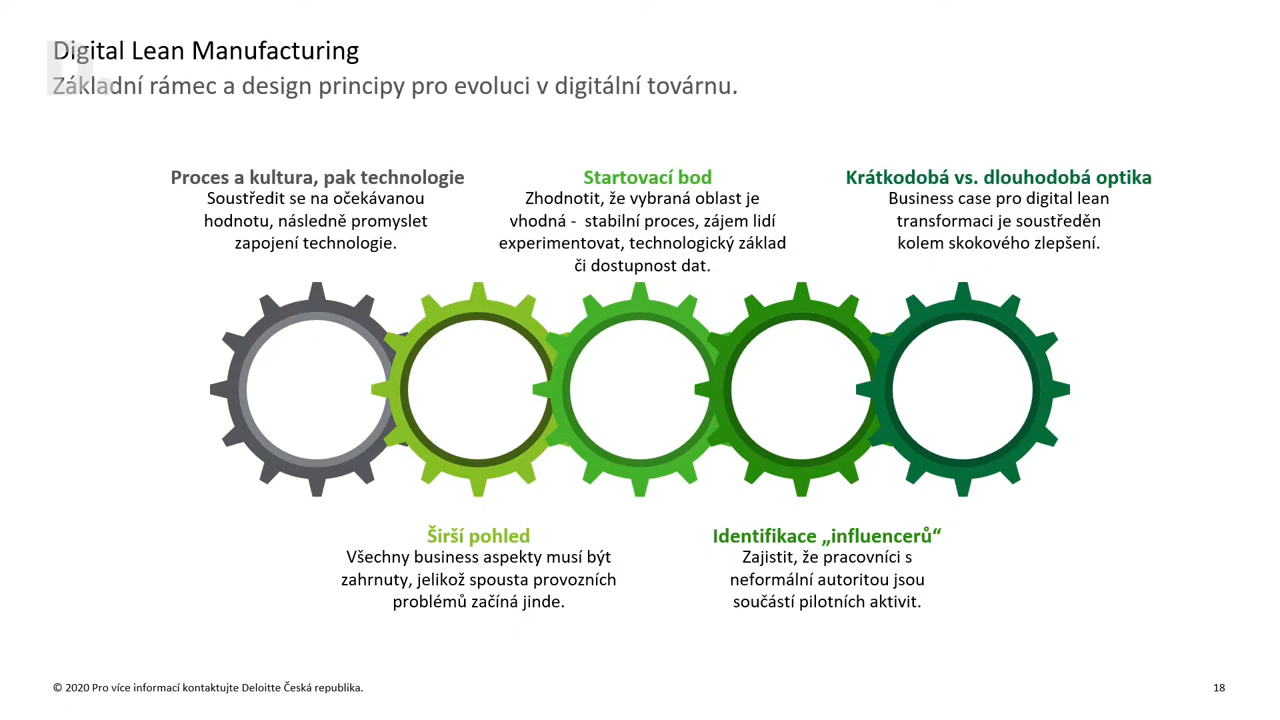 Digital Lean Manufacturing
Základní rámec a design principy pro evoluci v digitální továrnu.
Proces a kultura, pak technologie
Soustředit se na očekávanou
hodnotu, následně promyslet
zapojení technologie.
Startovací bod
Zhodnotit, že vybraná oblast je
vhodná - stabilní proces, zájem lidí
experimentovat, technologický základ
či dostupnost dat.
Krátkodobá vs. dlouhodobá optika
Business case pro digital lean
transformaci je soustředěn
kolem skokového zlepšení.
Širší pohled
Všechny business aspekty musí být
zahrnuty, jelikož spousta provozních
problémů začíná jinde.
Identifikace „influencerů“
Zajistit, že pracovníci s
neformální autoritou jsou
součástí pilotních aktivit.
© 2020 Pro více informací kontaktujte Deloitte Česká republika.
18